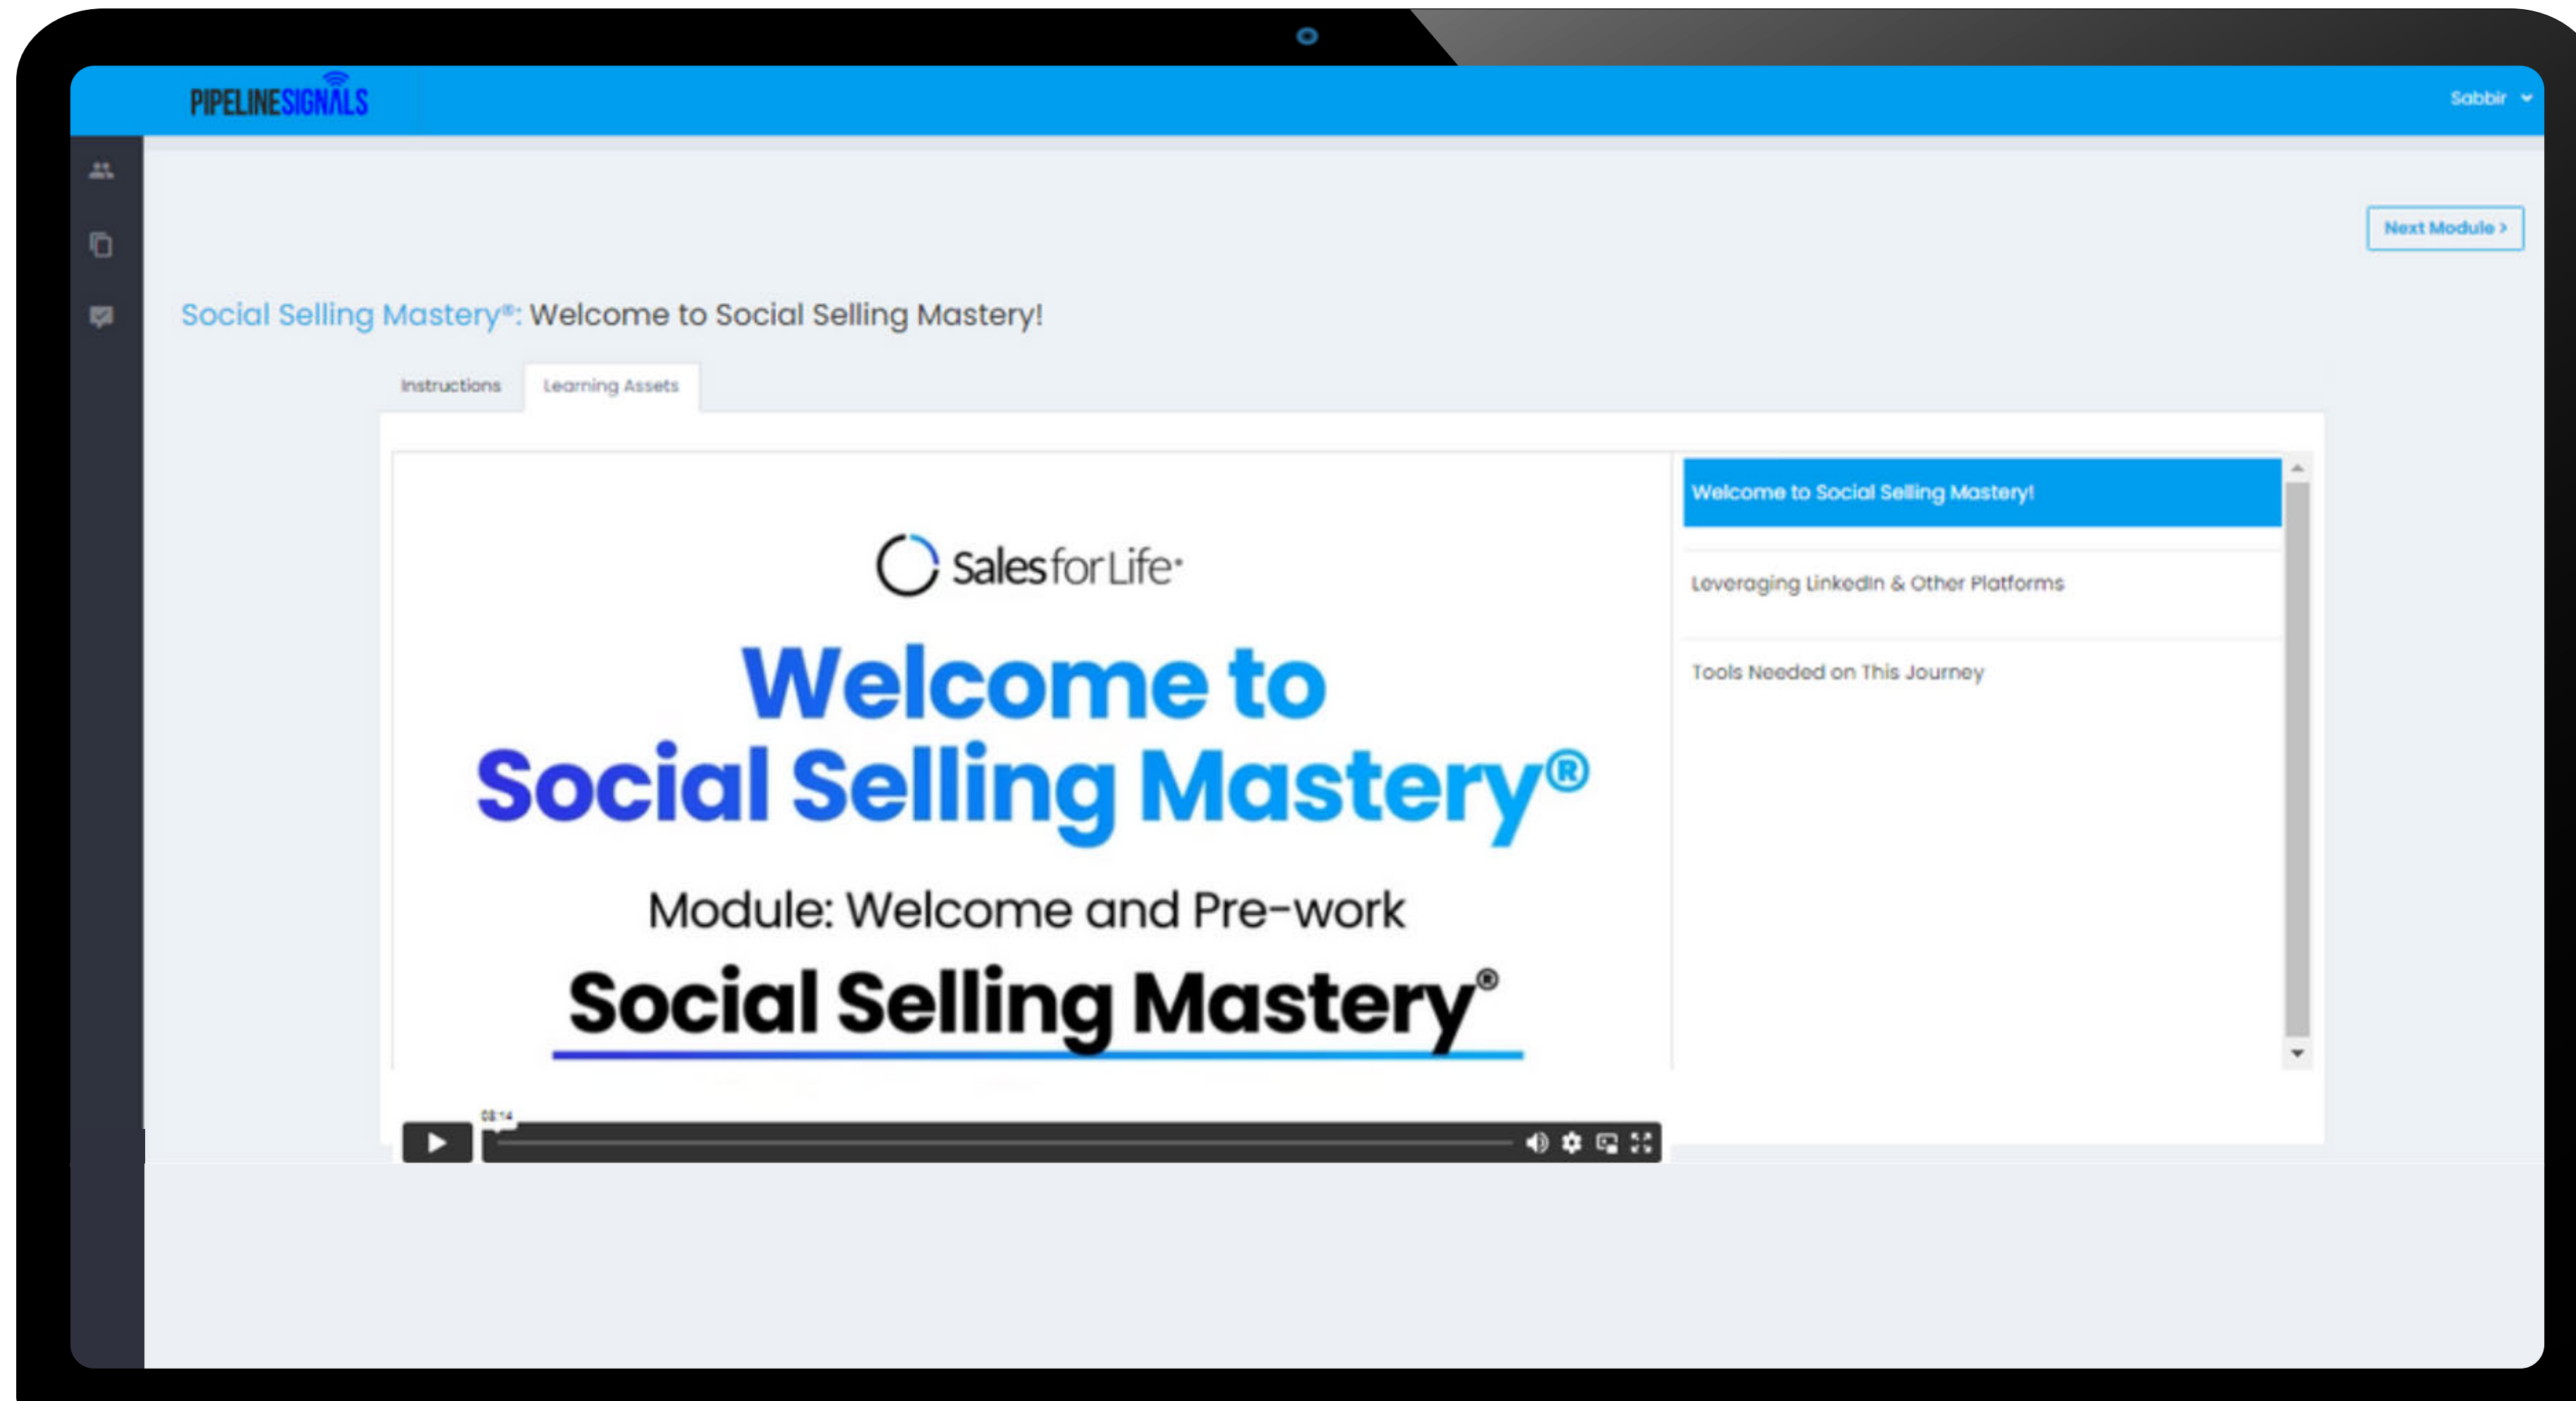 PIPELINESIGNALS
Sabbir
Next Module >
Social Selling Mastery®: Welcome to Social Selling Mastery!
Instructions
Learning Assets
SalesforLife
Welcome to
Social Selling Mastery®
Module: Welcome and Pre-work
Social Selling Mastery®
Welcome to Social Selling Mastery!
Leveraging LinkedIn & Other Platforms
Tools Needed on This Journey